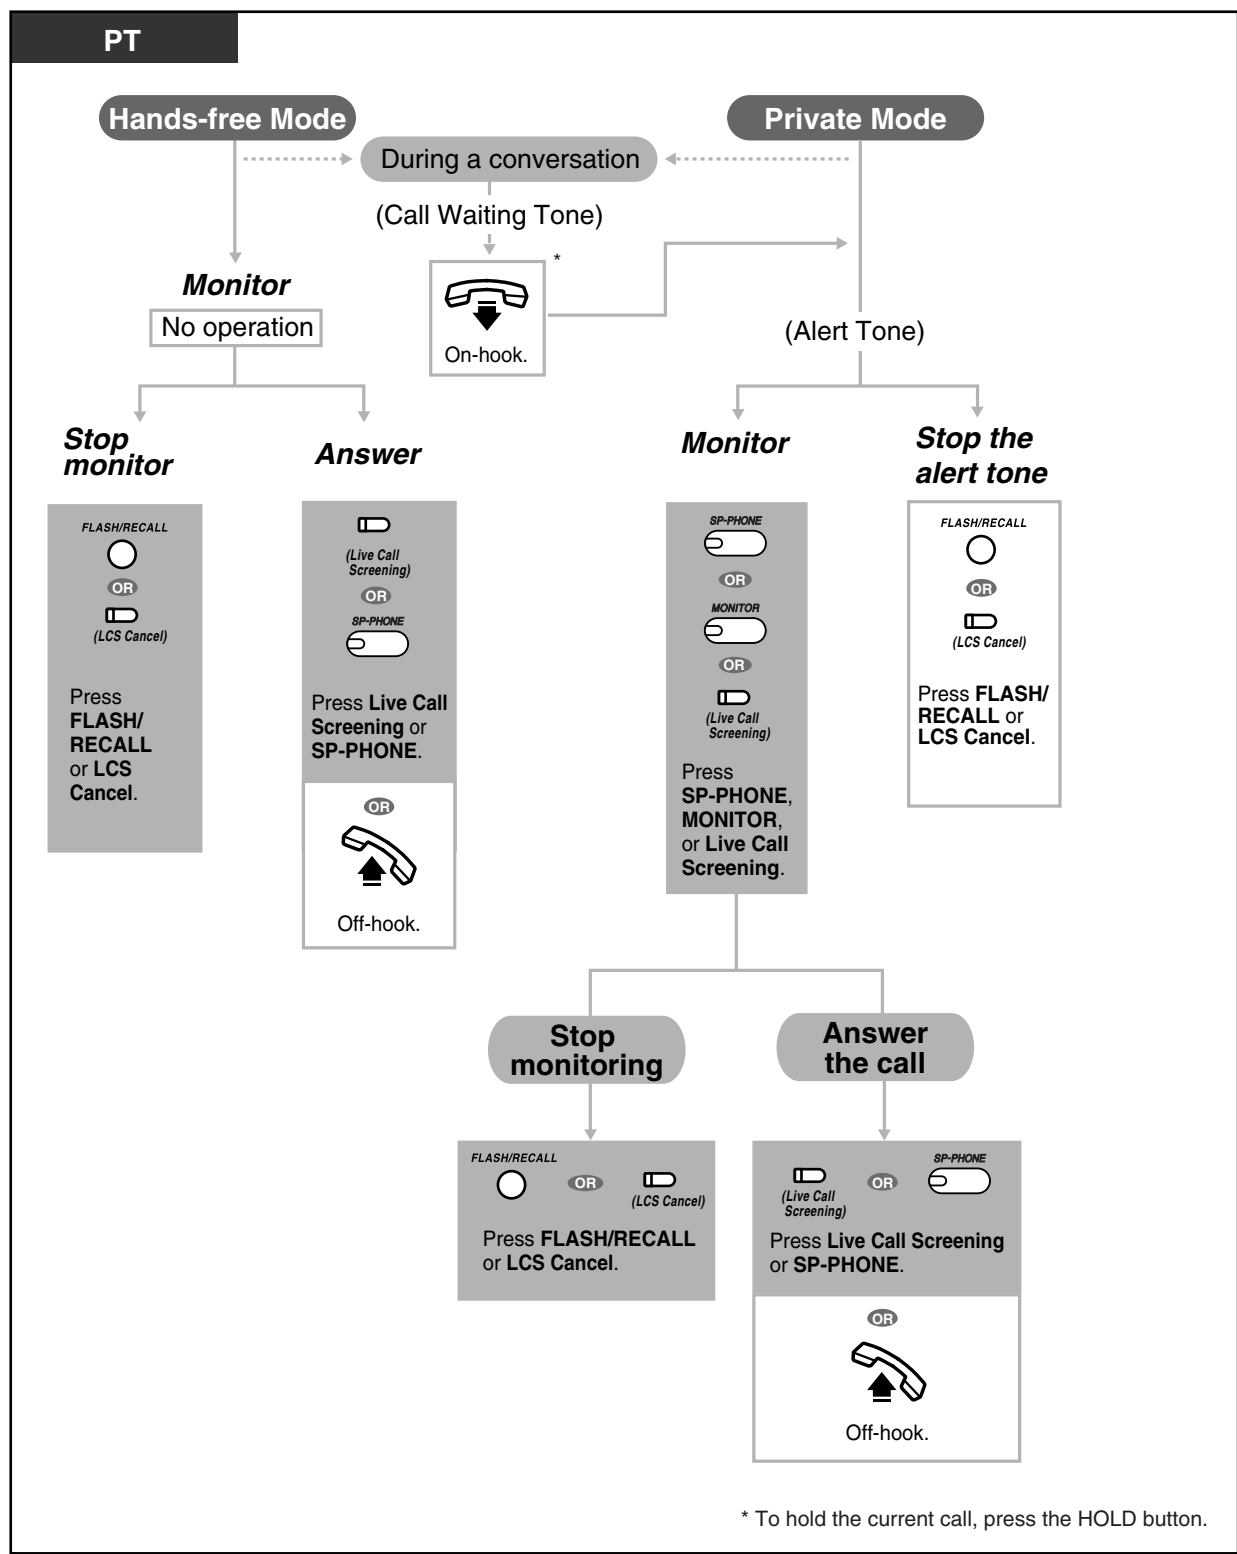 PT
Hands-free Mode
Private Mode
During a conversation
(Call Waiting Tone)
*
On-hook.
Monitor
No operation
(Alert Tone)
Stop
monitor
Answer
Monitor
Stop the
alert tone
FLASH/RECALL
OR
(LCS Cancel)
Press
FLASH/
RECALL
or LCS
Cancel.
(Live Call
Screening)
OR
SP-PHONE
Press Live Call
Screening or
SP-PHONE.
OR
Off-hook.
SP-PHONE
OR
MONITOR
OR
(Live Call
Screening)
Press
SP-PHONE,
MONITOR,
or Live Call
Screening.
FLASH/RECALL
OR
(LCS Cancel)
Press FLASH/
RECALL or
LCS Cancel.
Stop
monitoring
Answer
the call
FLASH/RECALL
OR
(LCS Cancel)
Press FLASH/RECALL
or LCS Cancel.
(Live Call
Screening)
OR
SP-PHONE
Press Live Call Screening
or SP-PHONE.
OR
Off-hook.
* To hold the current call, press the HOLD button.